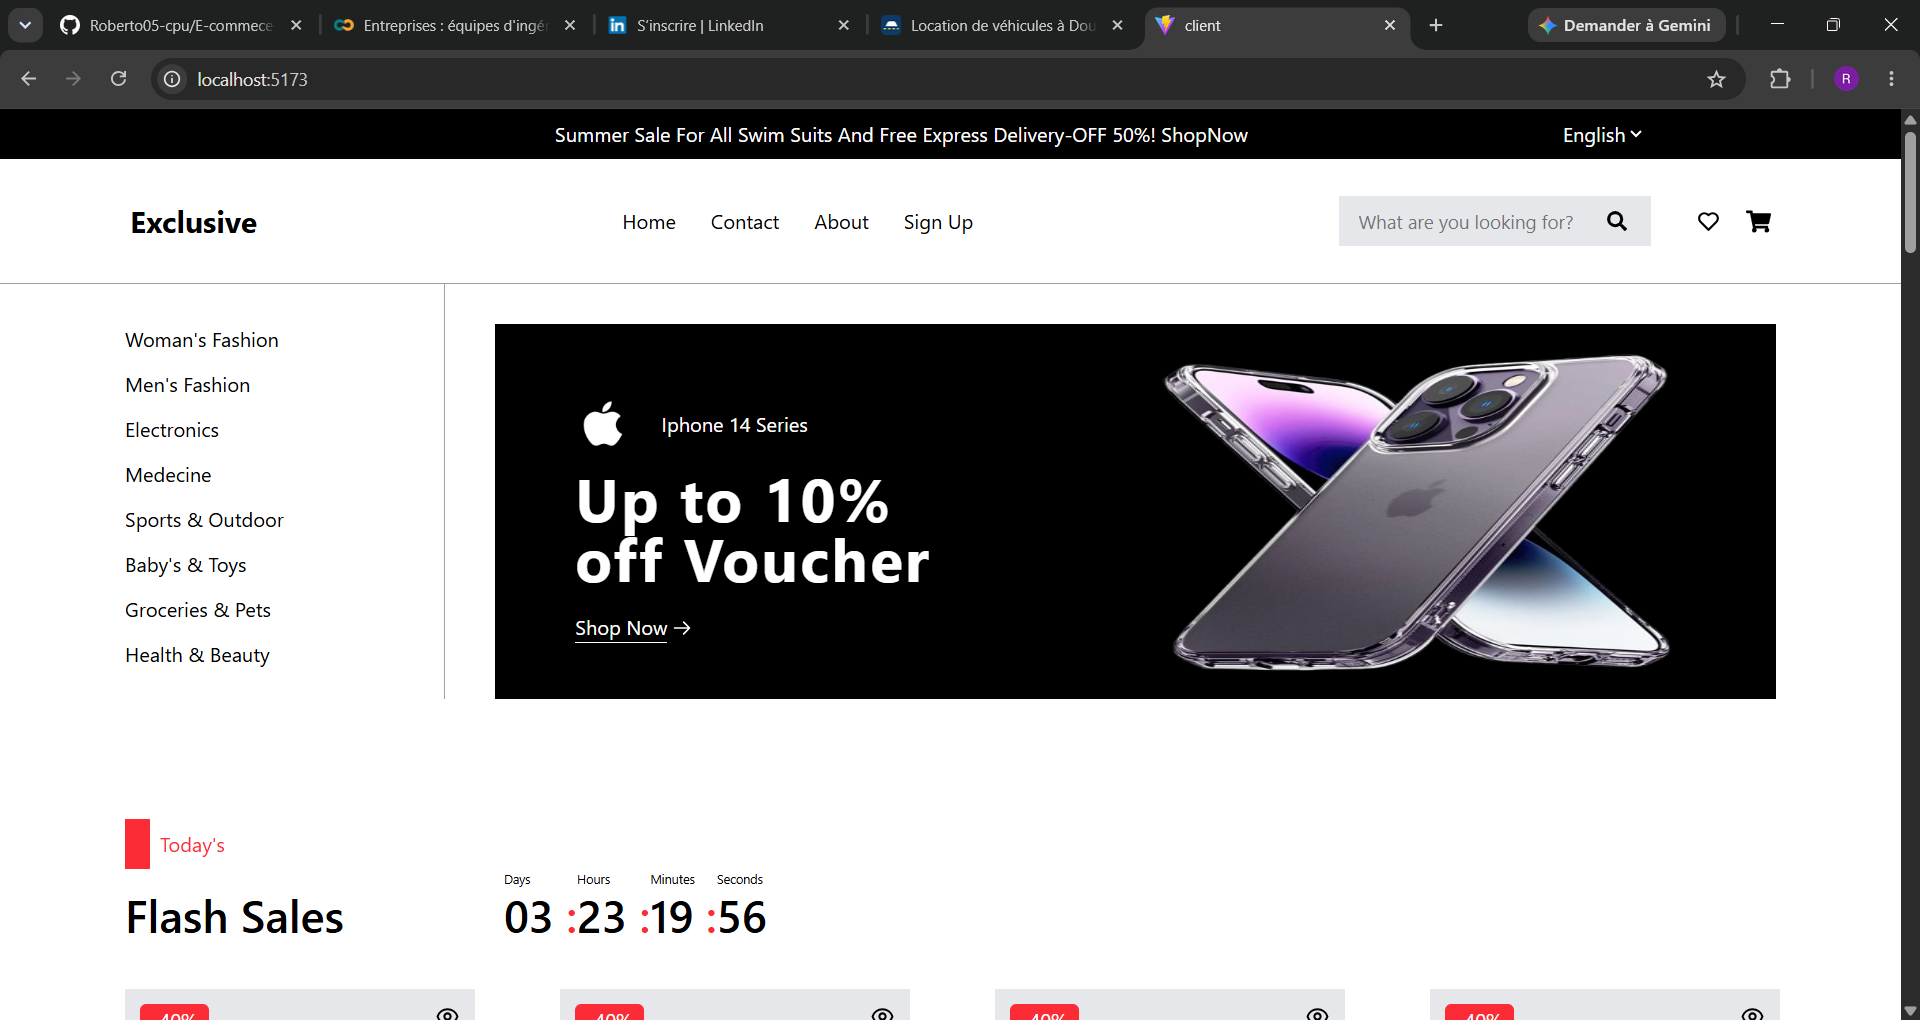 Roberto05-cpu/E-commece
Entreprises : équipes d'ingé
S'inscrire | LinkedIn
Location de véhicules à Dou
client
Demander à Gemini
localhost:5173
R
Summer Sale For All Swim Suits And Free Express Delivery-OFF 50%! ShopNow
English
Exclusive
Home
Contact
About
Sign Up
What are you looking for?
Woman's Fashion
Men's Fashion
Electronics
Medecine
Sports & Outdoor
Baby's & Toys
Groceries & Pets
Health & Beauty
Iphone 14 Series
Up to 10%
off Voucher
Shop Now
Today's
Flash Sales
Days Hours Minutes Seconds
03 :23 :19 :56
-40%
-40%
-40%
-40%